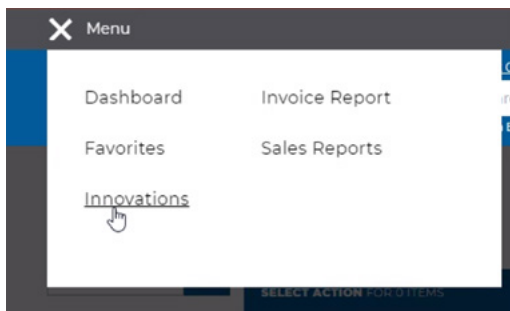 Menu
Dashboard
Invoice Report
Favorites
Sales Reports
Innovations
SELECT ACTION FOR 0 ITEMS